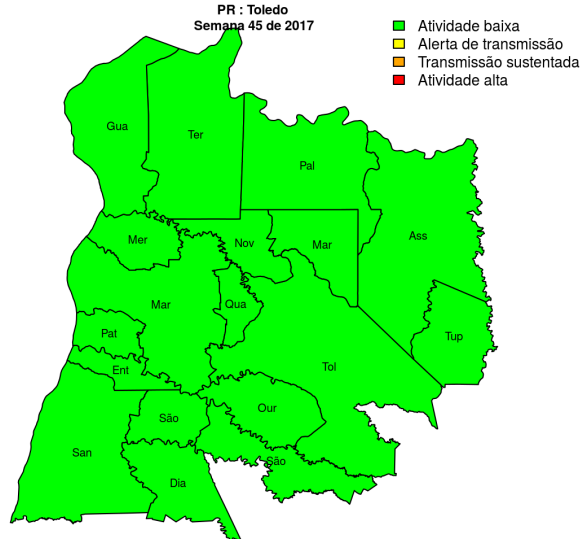 PR : Toledo
Semana 45 de 2017
Atividade baixa
Alerta de transmissão
Transmissão sustentada
Atividade alta
Gua
Ter
Pal
Mer
Nov
Mar
Ass
Mar
Qua
Pat
Tup
Ent
Tol
São
Our
San
São
Dia